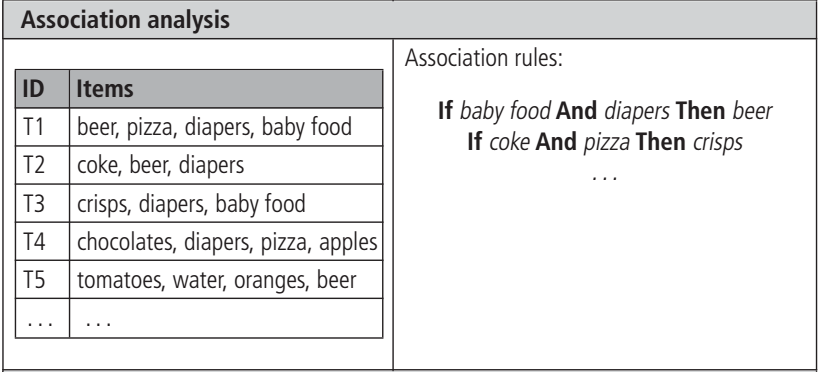 Association analysis
ID Items
T1 beer, pizza, diapers, baby food
T2 coke, beer, diapers
T3 crisps, diapers, baby food
T4 chocolates, diapers, pizza, apples
T5 tomatoes, water, oranges, beer
. . . . . .
Association rules:
If baby food And diapers Then beer
If coke And pizza Then crisps
. . .